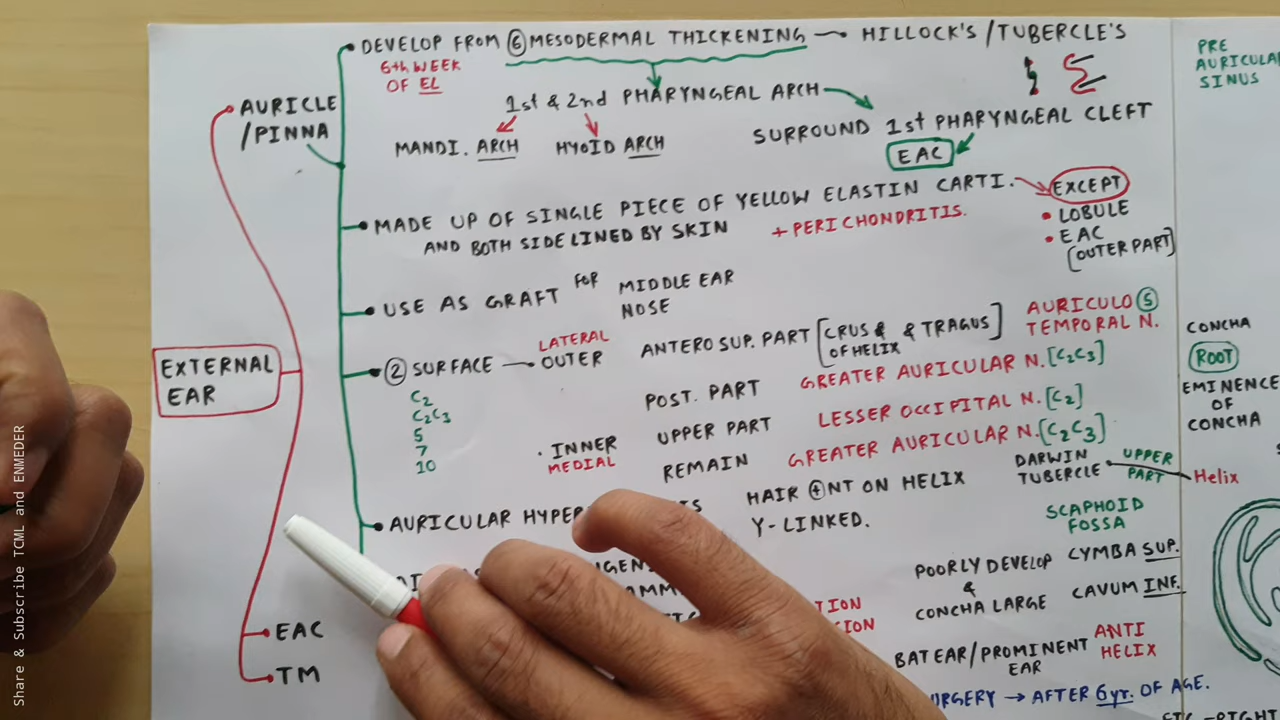 DEVELOP FROM 6 MESODERMAL THICKENING → HILLOCK'S/TUBERCLE'S
6th WEEK
OF EL
1st & 2nd PHARYNGEAL ARCH
MANDI. ARCH HYOID ARCH
SURROUND 1st PHARYNGEAL CLEFT
EAC
AURICLE
/PINNA
MADE UP OF SINGLE PIECE OF YELLOW ELASTIN CARTI.
AND BOTH SIDE LINED BY SKIN + PERICHONDRITIS.
EXCEPT
• LOBULE
• EAC
[OUTER PART]
USE AS GRAFT FOR MIDDLE EAR
NOSE
EXTERNAL
EAR
2 SURFACE → LATERAL
OUTER
ANTERO SUP. PART [CRUS & & TRAGUS]
OF HELIX
AURICULO 5
TEMPORAL N.
POST. PART GREATER AURICULAR N. [C2C3]
C2
C2C3
5
7
10
• INNER
MEDIAL
UPPER PART LESSER OCCIPITAL N. [C2]
REMAIN GREATER AURICULAR N. [C2C3]
AURICULAR HYPER
HAIR +NT ON HELIX
Y-LINKED.
DARWIN
TUBERCLE
UPPER
PART
Helix
SCAPHOID
FOSSA
POORLY DEVELOP
&
CONCHA LARGE
CYMBA SUP.
CAVUM INF.
BAT EAR/PROMINENT
EAR
ANTI
HELIX
URGERY → AFTER 6yr. OF AGE.
EAC
TM
PRE
AURICULA
SINUS
CONCHA
ROOT
EMINENCE
OF
CONCHA
Share & Subscribe TCML and ENMEDER